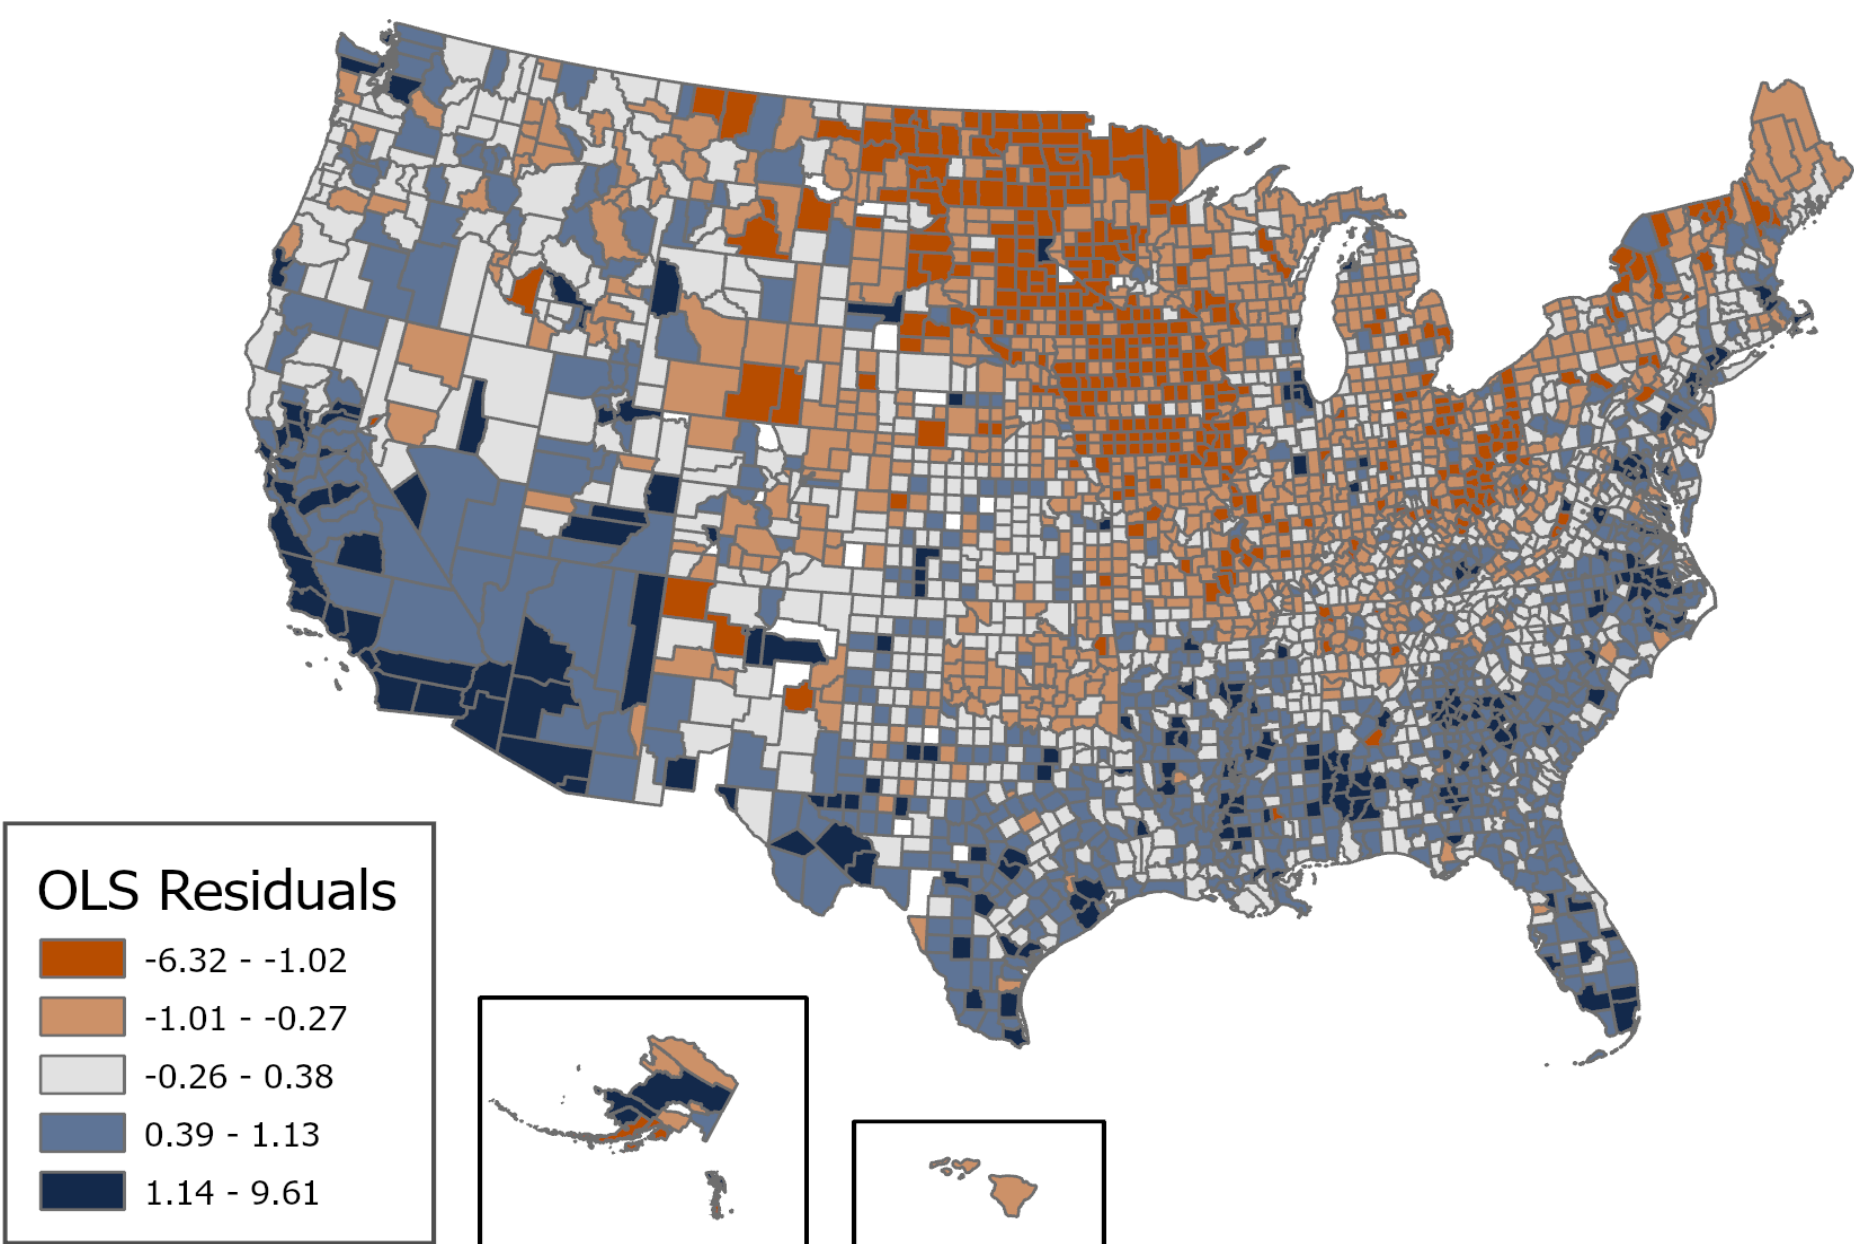 OLS Residuals
-6.32 - -1.02
-1.01 - -0.27
-0.26 - 0.38
0.39 - 1.13
1.14 - 9.61